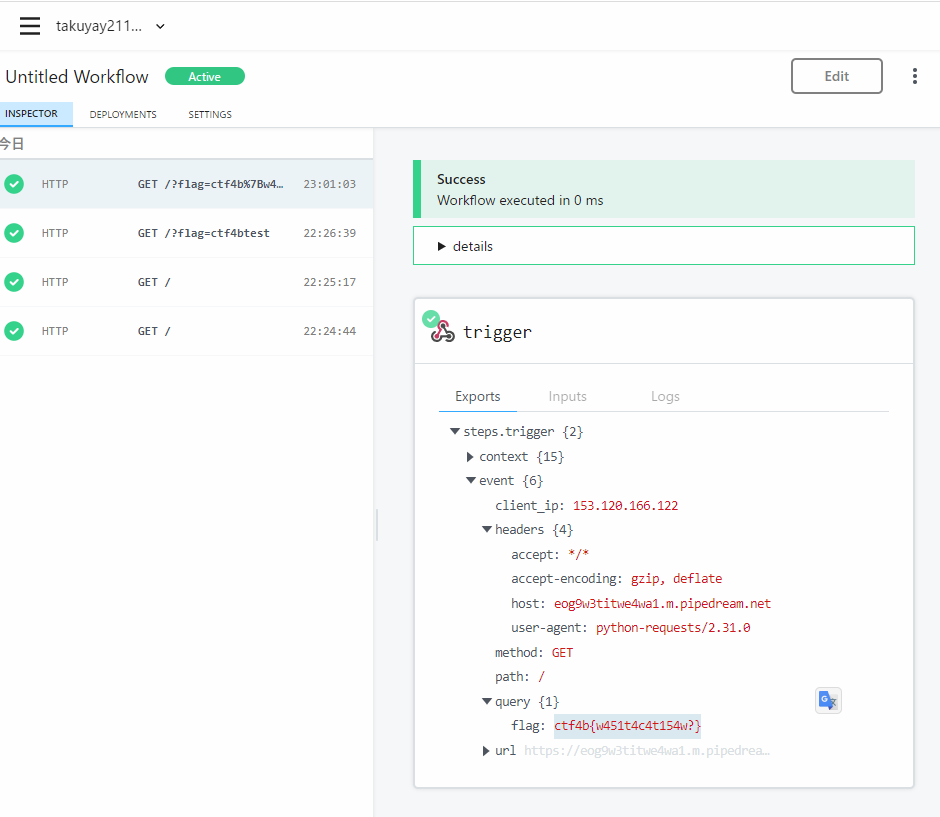 takuyay211...
Untitled Workflow Active Edit
INSPECTOR DEPLOYMENTS SETTINGS
今日
HTTP GET /?flag=ctf4b%7Bw4… 23:01:03
HTTP GET /?flag=ctf4btest 22:26:39
HTTP GET / 22:25:17
HTTP GET / 22:24:44
Success
Workflow executed in 0 ms
details
trigger
Exports Inputs Logs
steps.trigger {2}
context {15}
event {6}
client_ip: 153.120.166.122
headers {4}
accept: */*
accept-encoding: gzip, deflate
host: eog9w3titwe4wa1.m.pipedream.net
user-agent: python-requests/2.31.0
method: GET
path: /
query {1}
flag: ctf4b{w451t4c4t154w?}
url https://eog9w3titwe4wa1.m.pipedrea…